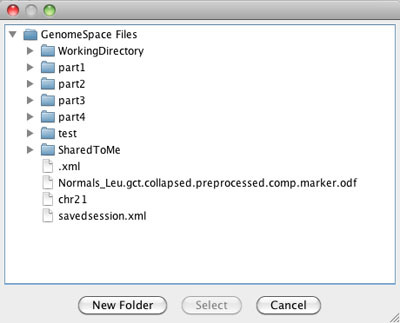 GenomeSpace Files
WorkingDirectory
part1
part2
part3
part4
test
SharedToMe
.xml
Normals_Leu.gct.collapsed.preprocessed.comp.marker.odf
chr21
savedsession.xml
New Folder Select Cancel